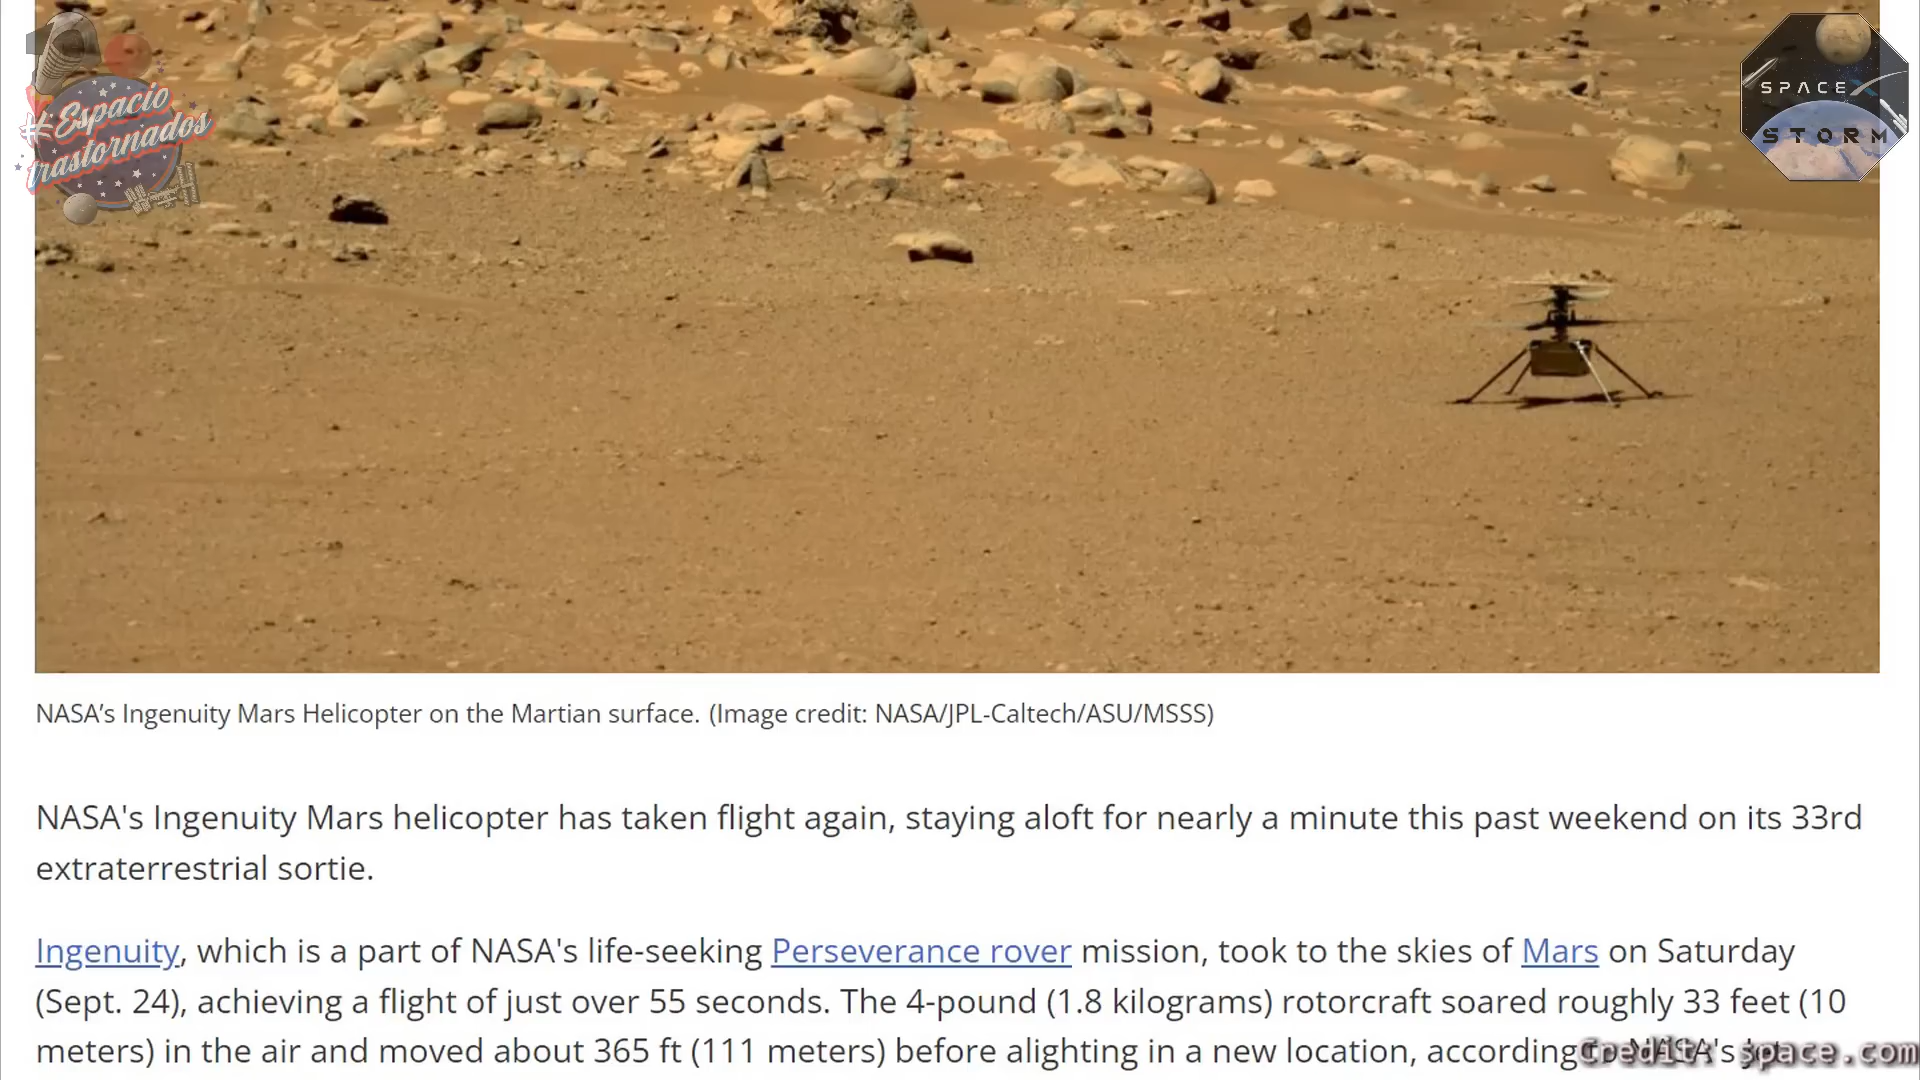 #Espacio
trastornados
SPACEX
STORM
NASA’s Ingenuity Mars Helicopter on the Martian surface. (Image credit: NASA/JPL-Caltech/ASU/MSSS)
NASA's Ingenuity Mars helicopter has taken flight again, staying aloft for nearly a minute this past weekend on its 33rd
extraterrestrial sortie.
Ingenuity, which is a part of NASA's life-seeking Perseverance rover mission, took to the skies of Mars on Saturday
(Sept. 24), achieving a flight of just over 55 seconds. The 4-pound (1.8 kilograms) rotorcraft soared roughly 33 feet (10
meters) in the air and moved about 365 ft (111 meters) before alighting in a new location, according to NASA's Jet
Credit: space.com